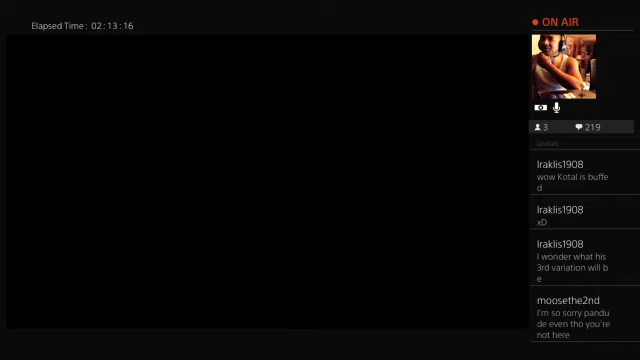 Elapsed Time : 02 : 13 : 16
ON AIR
3
219
Iraklis1908
wow Kotal is buffe
d
Iraklis1908
xD
Iraklis1908
I wonder what his
3rd variation will b
e
moosethe2nd
I'm so sorry pandu
de even tho you're
not here